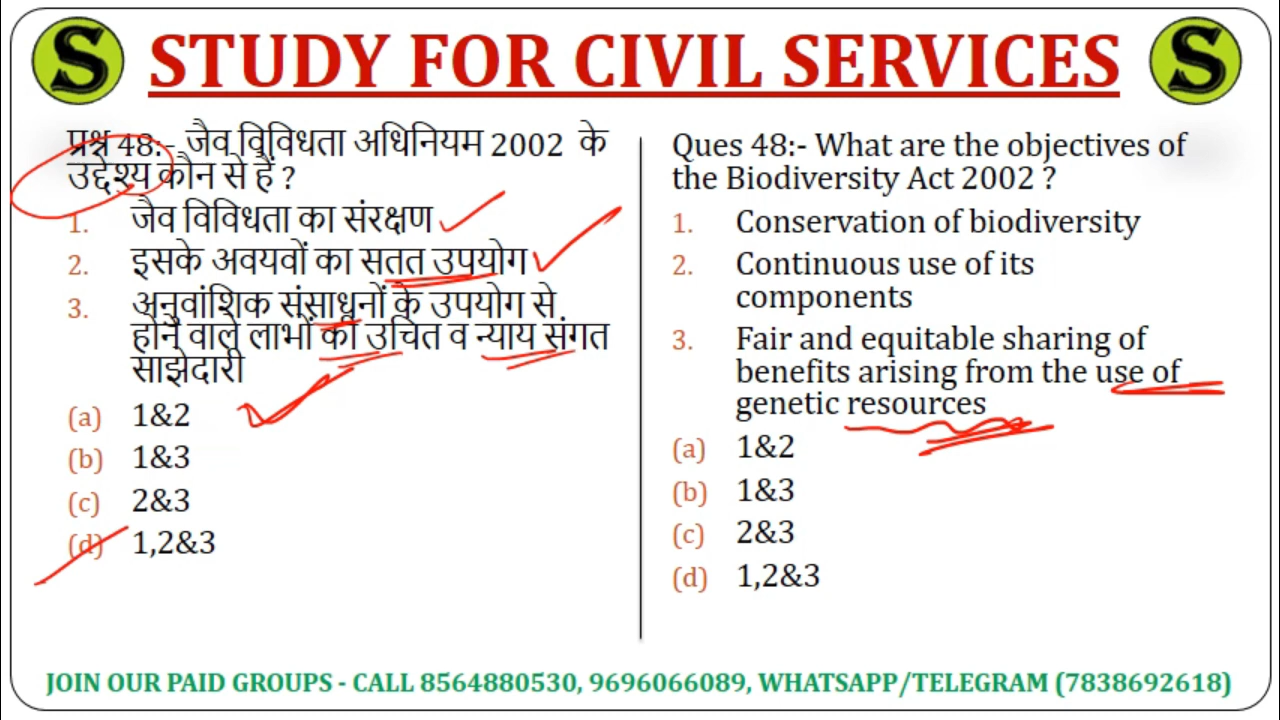 S STUDY FOR CIVIL SERVICES S
प्रश्न 48:- जैव विविधता अधिनियम 2002 के
उद्देश्य कौन से हैं ?
1. जैव विविधता का संरक्षण
2. इसके अवयवों का सतत उपयोग
3. अनुवांशिक संसाधनों के उपयोग से
होने वाले लाभों की उचित व न्याय संगत
साझेदारी
(a) 1&2
(b) 1&3
(c) 2&3
(d) 1,2&3
Ques 48:- What are the objectives of
the Biodiversity Act 2002 ?
1. Conservation of biodiversity
2. Continuous use of its
components
3. Fair and equitable sharing of
benefits arising from the use of
genetic resources
(a) 1&2
(b) 1&3
(c) 2&3
(d) 1,2&3
JOIN OUR PAID GROUPS - CALL 8564880530, 9696066089, WHATSAPP/TELEGRAM (7838692618)